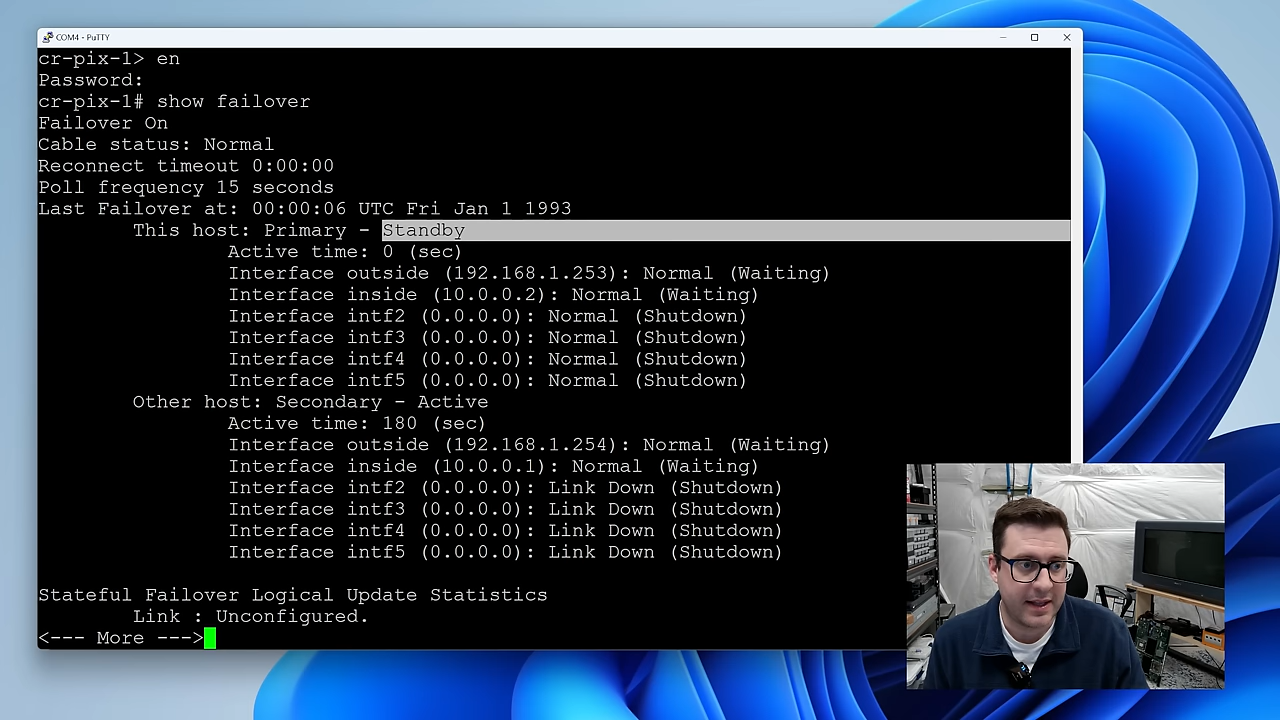 COM4 - PuTTY
cr-pix-1> en
Password:
cr-pix-1# show failover
Failover On
Cable status: Normal
Reconnect timeout 0:00:00
Poll frequency 15 seconds
Last Failover at: 00:00:06 UTC Fri Jan 1 1993
This host: Primary - Standby
Active time: 0 (sec)
Interface outside (192.168.1.253): Normal (Waiting)
Interface inside (10.0.0.2): Normal (Waiting)
Interface intf2 (0.0.0.0): Normal (Shutdown)
Interface intf3 (0.0.0.0): Normal (Shutdown)
Interface intf4 (0.0.0.0): Normal (Shutdown)
Interface intf5 (0.0.0.0): Normal (Shutdown)
Other host: Secondary - Active
Active time: 180 (sec)
Interface outside (192.168.1.254): Normal (Waiting)
Interface inside (10.0.0.1): Normal (Waiting)
Interface intf2 (0.0.0.0): Link Down (Shutdown)
Interface intf3 (0.0.0.0): Link Down (Shutdown)
Interface intf4 (0.0.0.0): Link Down (Shutdown)
Interface intf5 (0.0.0.0): Link Down (Shutdown)
Stateful Failover Logical Update Statistics
Link : Unconfigured.
<--- More --->